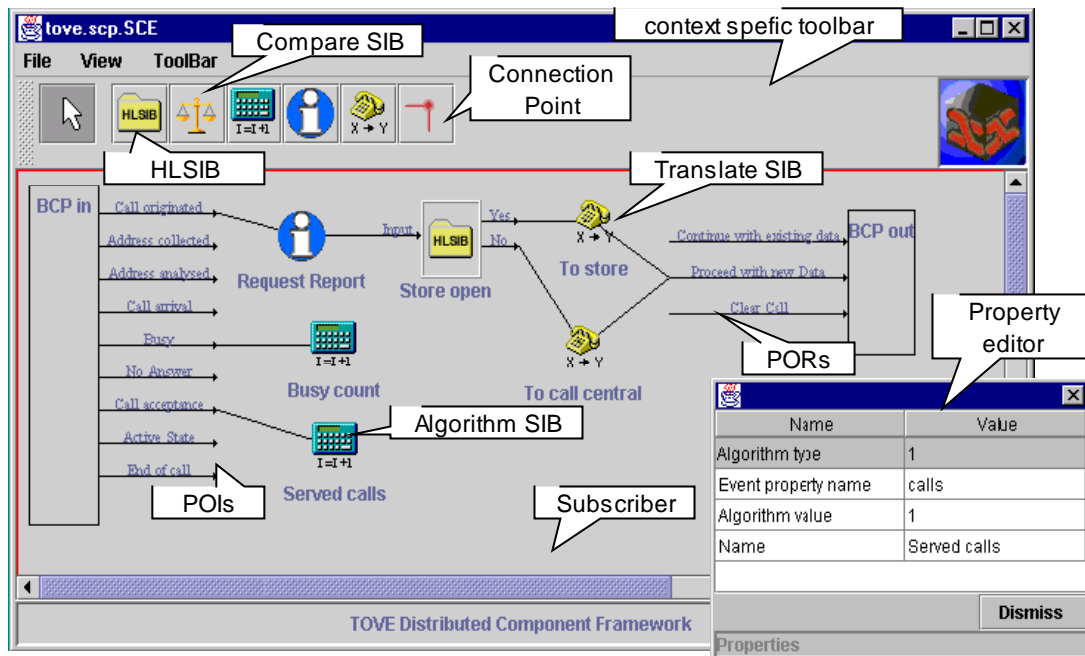 tove.scp.SCE
context spefic toolbar
Compare SIB
File View ToolBar
Connection
Point
HLSIB
I=I+1
X → Y
HLSIB
Translate SIB
BCP in
Call originated
Address collected
Address analysed
Call arrival
Busy
No Answer
Call acceptance
Active State
End of call
POIs
Request Report
Input
HLSIB
Store open
Yes
No
X → Y
To store
X → Y
To call central
I=I+1
Busy count
Algorithm SIB
I=I+1
Served calls
Continue with existing data
Proceed with new Data
Clear Call
BCP out
PORs
Property
editor
Subscriber
Name Value
Algorithm type 1
Event property name calls
Algorithm value 1
Name Served calls
Dismiss
Properties
TOVE Distributed Component Framework